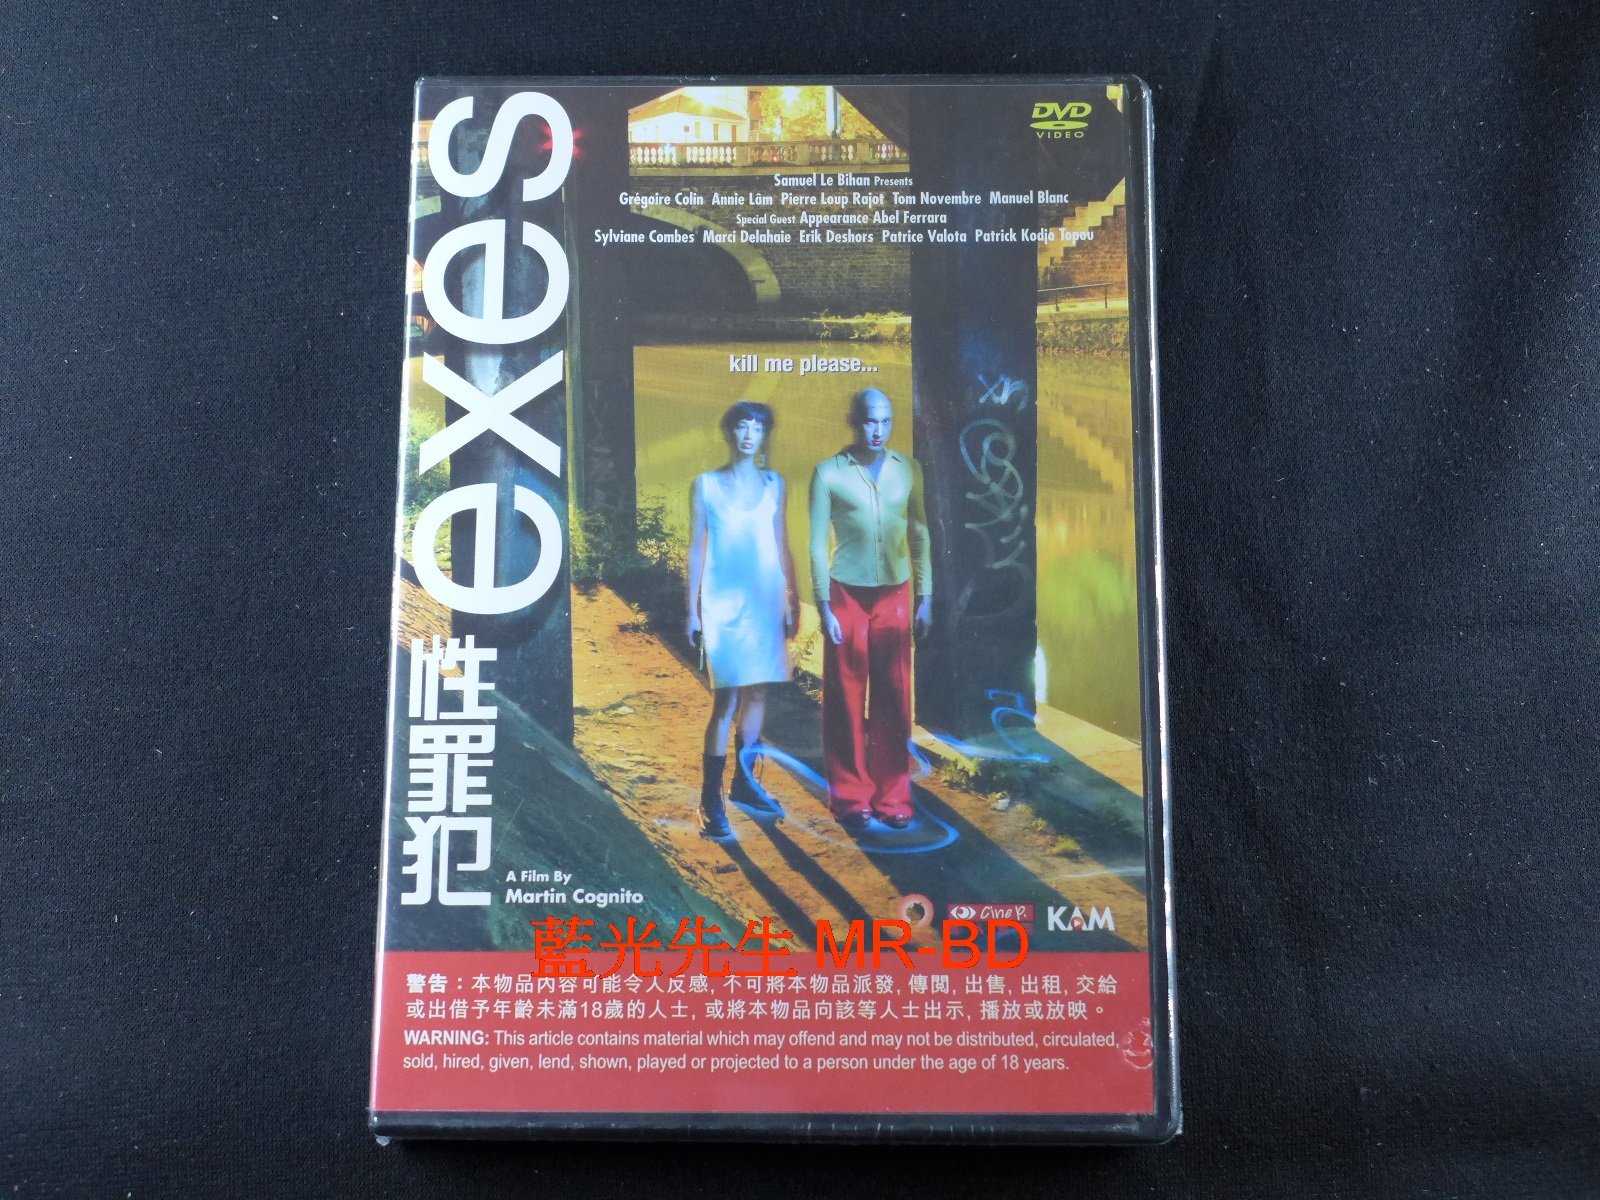 exes
DVD
VIDEO
Samuel Le Bihan Presents
Grégoire Colin Annie Lâm Pierre Loup Rajot Tom Novembre Manuel Blanc
Special Guest Appearance Abel Ferrara
Sylviane Combes Marci Delahaie Erik Deshors Patrice Valota Patrick Kodjo Topou
kill me please...
性罪犯
A Film By
Martin Cognito
Cine P.
KAM
藍光先生 MR-BD
警告：本物品內容可能令人反感, 不可將本物品派發, 傳閱, 出售, 出租, 交給
或出借予年齡未滿18歲的人士, 或將本物品向該等人士出示, 播放或放映。
WARNING: This article contains material which may offend and may not be distributed, circulated,
sold, hired, given, lend, shown, played or projected to a person under the age of 18 years.